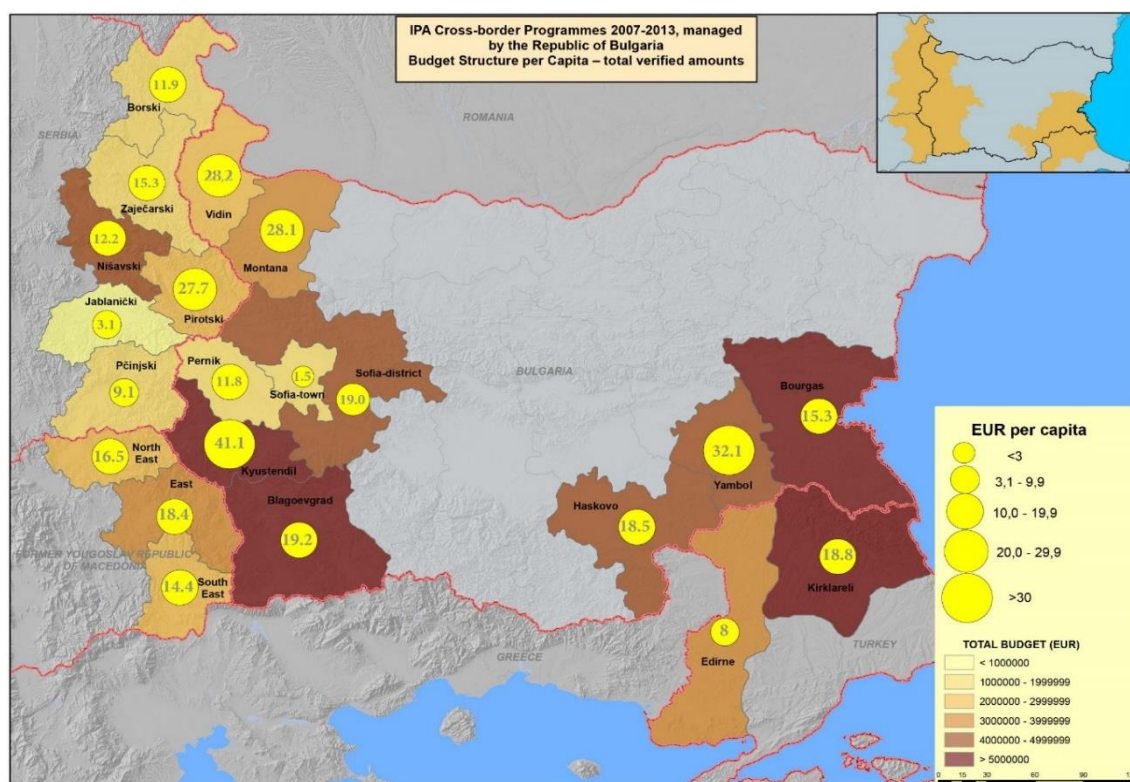 IPA Cross-border Programmes 2007-2013, managed
by the Republic of Bulgaria
Budget Structure per Capita – total verified amounts
ROMANIA
SERBIA
11.9
Borski
15.3
Zaječarski
28,2
Vidin
28.1
Montana
12.2
Nišavski
27.7
Pirotski
Jablanički
3.1
Pčinjski
9.1
Pernik
11.8
1.5
Sofia-town
Sofia-district
19.0
BULGARIA
41.1
Kyustendil
North
East
16.5
East
18.4
FORMER YOUGOSLAV REPUBLIC
OF MACEDONIA
14.4
South
East
Blagoevgrad
19.2
Bourgas
15.3
32.1
Yambol
Haskovo
18.5
18.8
Kirklareli
8
Edirne
GREECE
TURKEY
EUR per capita
<3
3,1 - 9,9
10,0 - 19,9
20,0 - 29,9
>30
TOTAL BUDGET (EUR)
< 1000000
1000000 - 1999999
2000000 - 2999999
3000000 - 3999999
4000000 - 4999999
> 5000000
0 15 30 60 90